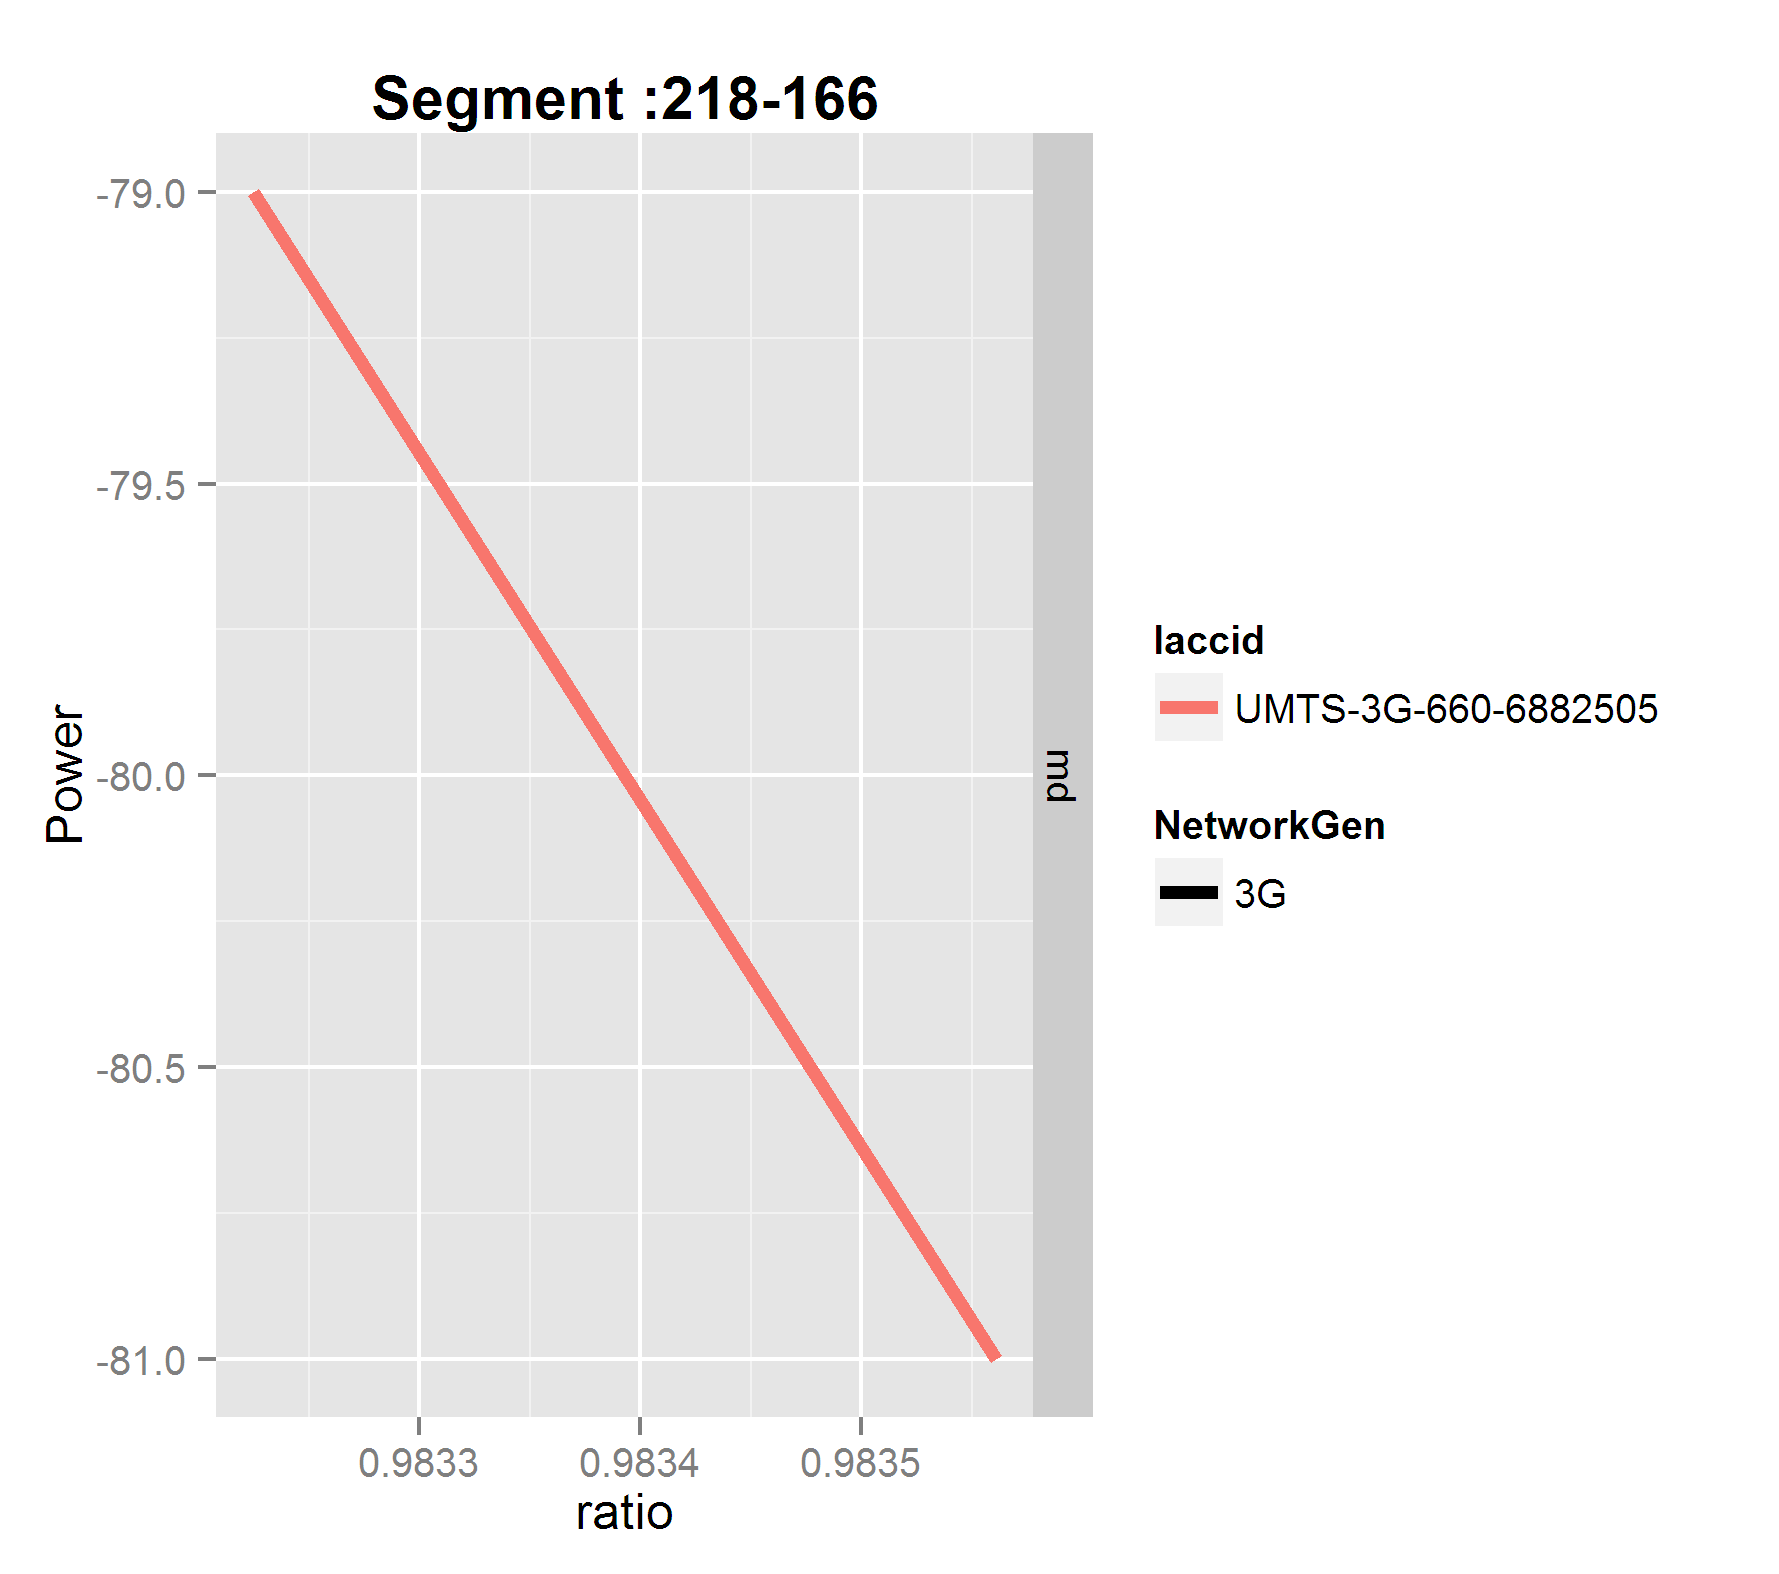 Segment :218-166
-79.0
-79.5
-80.0
-80.5
-81.0
Power
0.9833 0.9834 0.9835
ratio
md
laccid
UMTS-3G-660-6882505
NetworkGen
3G